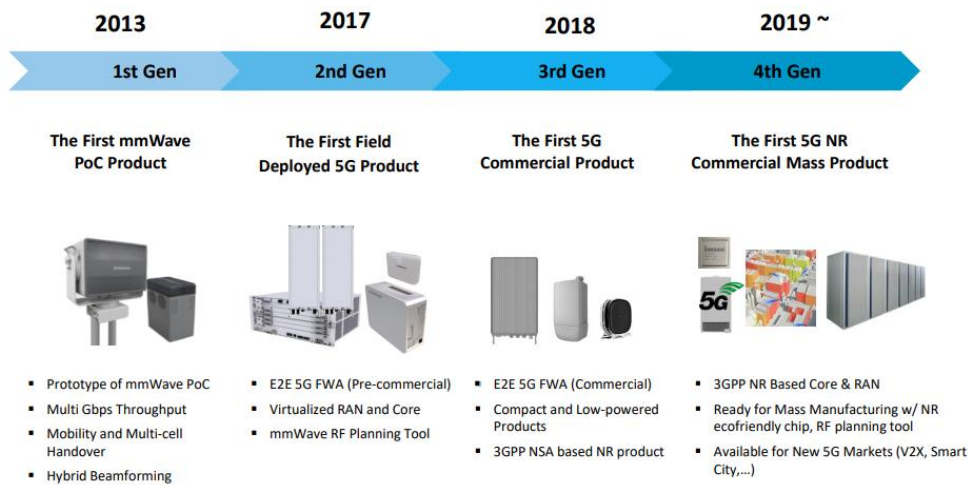 2013
2017
2018
2019 ~
1st Gen
2nd Gen
3rd Gen
4th Gen
The First mmWave
PoC Product
The First Field
Deployed 5G Product
The First 5G
Commercial Product
The First 5G NR
Commercial Mass Product
SAMSUNG
5G
▪ Prototype of mmWave PoC
▪ Multi Gbps Throughput
▪ Mobility and Multi-cell
Handover
▪ Hybrid Beamforming
▪ E2E 5G FWA (Pre-commercial)
▪ Virtualized RAN and Core
▪ mmWave RF Planning Tool
▪ E2E 5G FWA (Commercial)
▪ Compact and Low-powered
Products
▪ 3GPP NSA based NR product
▪ 3GPP NR Based Core & RAN
▪ Ready for Mass Manufacturing w/ NR
ecofriendly chip, RF planning tool
▪ Available for New 5G Markets (V2X, Smart
City,...)